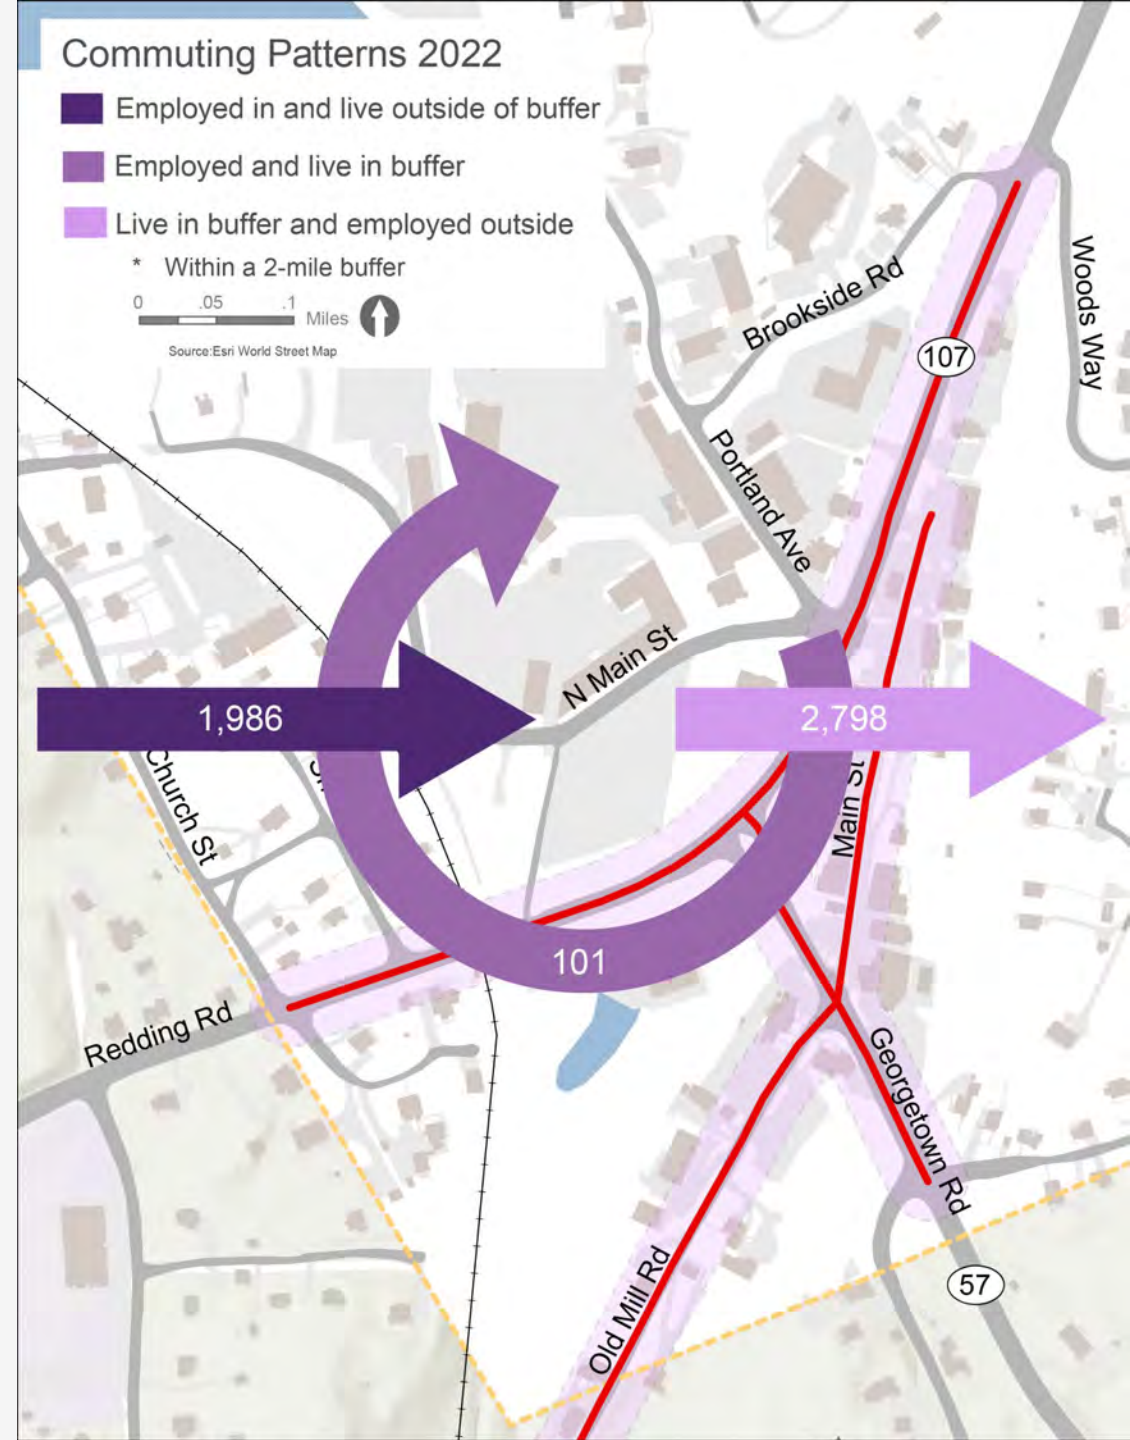 Commuting Patterns 2022
Employed in and live outside of buffer
Employed and live in buffer
Live in buffer and employed outside
* Within a 2-mile buffer
0 .05 .1 Miles
Source:Esri World Street Map
Brookside Rd
Woods Way
107
Portland Ave
N Main St
1,986
2,798
Church St
Main St
101
Redding Rd
Georgetown Rd
Old Mill Rd
57